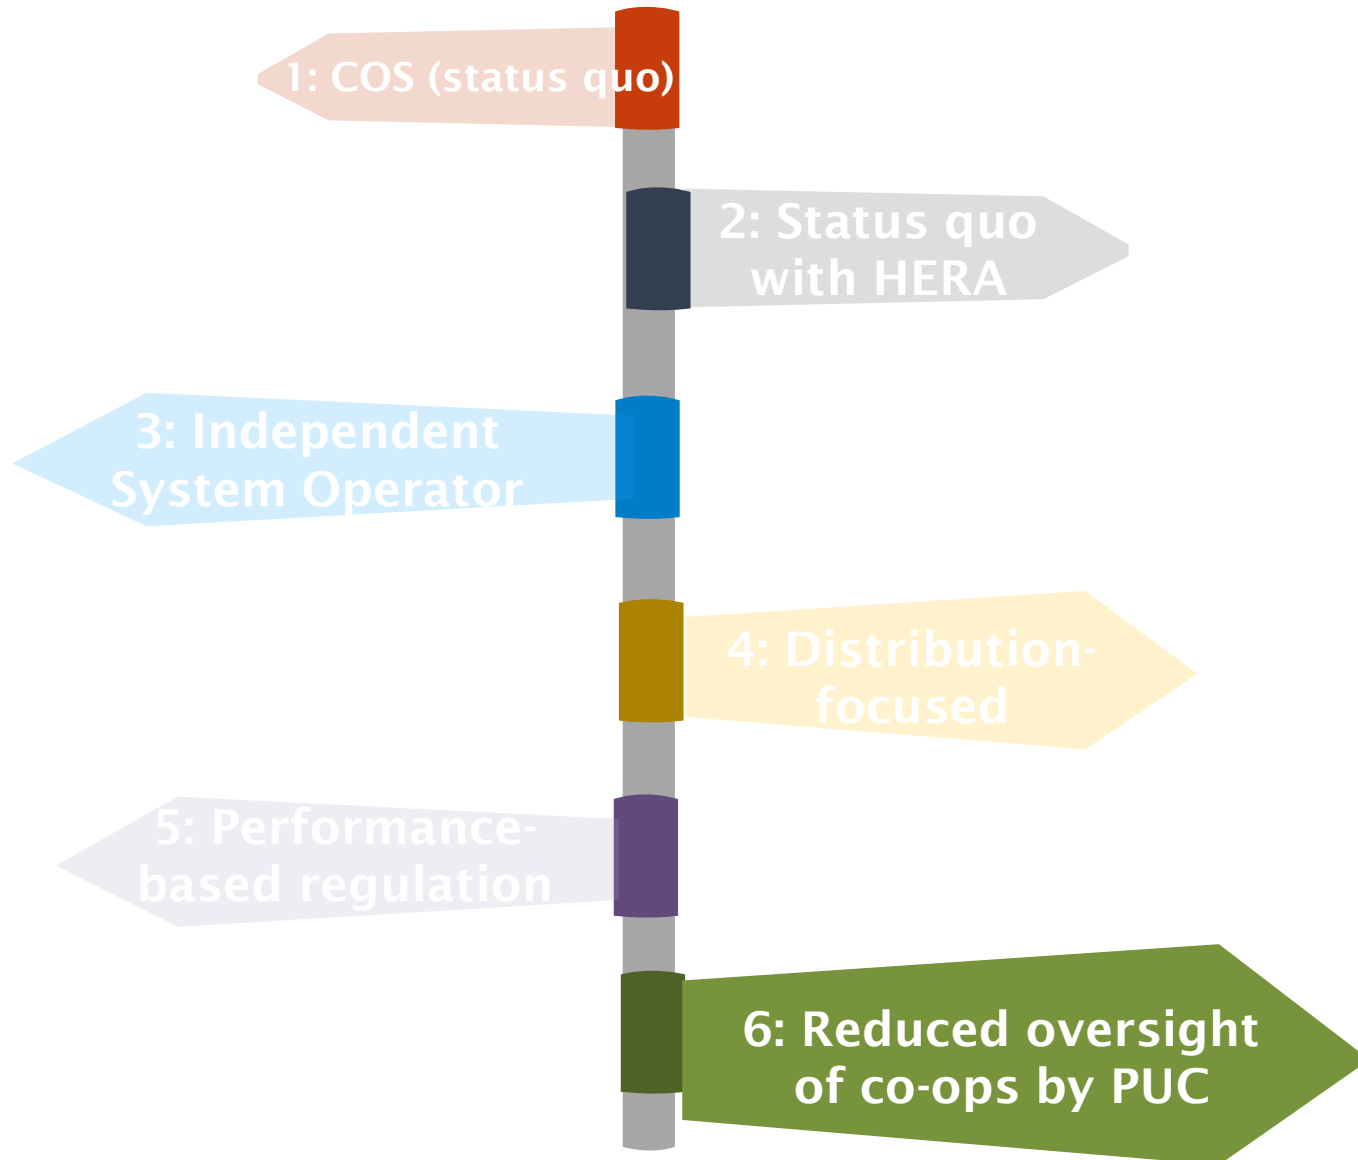 1: COS (status quo)
2: Status quo
with HERA
3: Independent
System Operator
4: Distribution-
focused
5: Performance-
based regulation
6: Reduced oversight
of co-ops by PUC